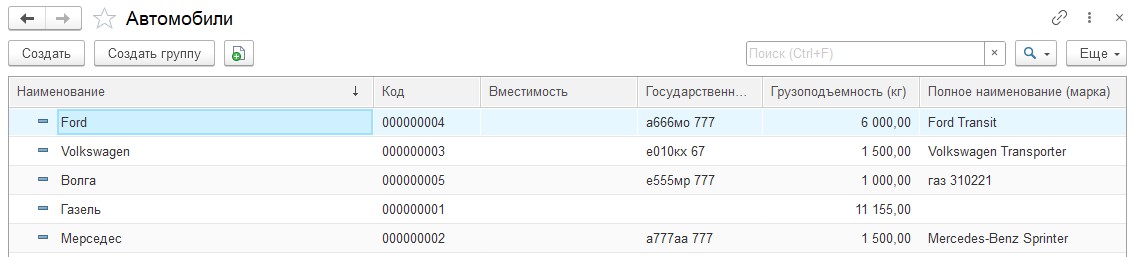 Автомобили
Создать Создать группу Поиск (Ctrl+F) × Еще
Наименование ↓ Код Вместимость Государственн... Грузоподъемность (кг) Полное наименование (марка)
Ford 000000004 а666мо 777 6 000,00 Ford Transit
Volkswagen 000000003 е010кх 67 1 500,00 Volkswagen Transporter
Волга 000000005 е555мр 777 1 000,00 газ 310221
Газель 000000001 11 155,00
Мерседес 000000002 а777аа 777 1 500,00 Mercedes-Benz Sprinter